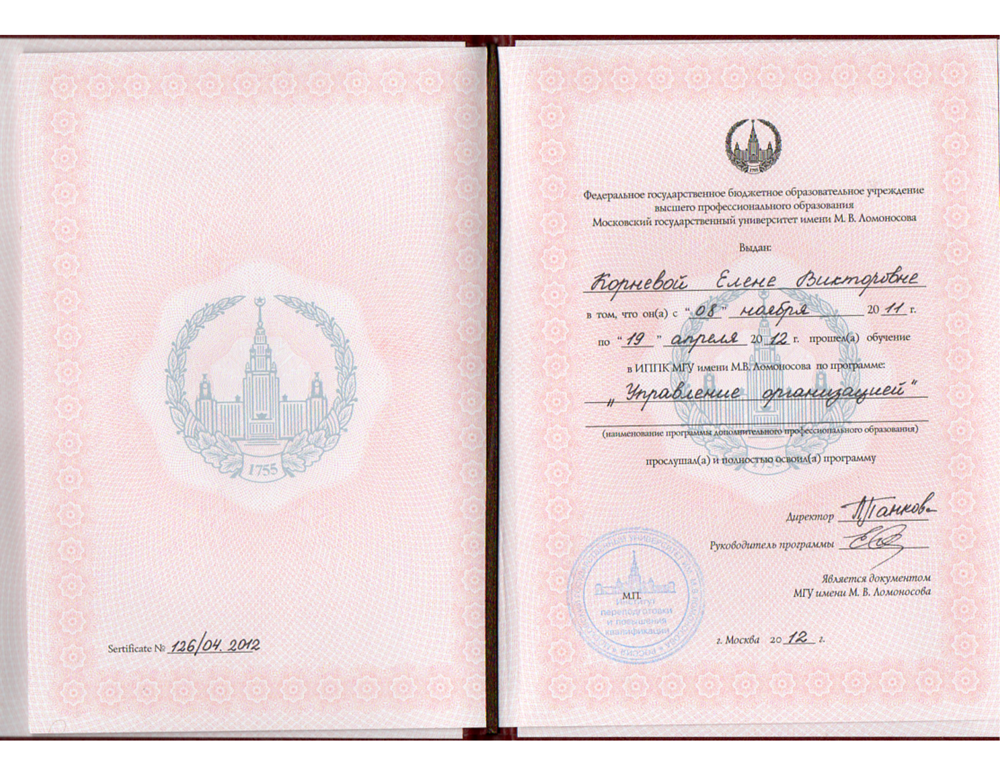 1755
Sertificate № 126/04. 2012
1755
Федеральное государственное бюджетное образовательное учреждение
высшего профессионального образования
Московский государственный университет имени М. В. Ломоносова
Выдан:
Корневой Елене Викторовне
в том, что он(а) с "08" ноября 2011 г.
по "19" апреля 2012 г. прошел(а) обучение
в ИППК МГУ имени М.В. Ломоносова по программе:
„Управление организацией"
(наименование программы дополнительного профессионального образования)
1755
прослушал(а) и полностью освоил(а) программу
Директор
Руководитель программы
Является документом
МГУ имени М. В. Ломоносова
М.П.
Институт
переподготовки
и повышения
квалификации
г. Москва 2012 г.